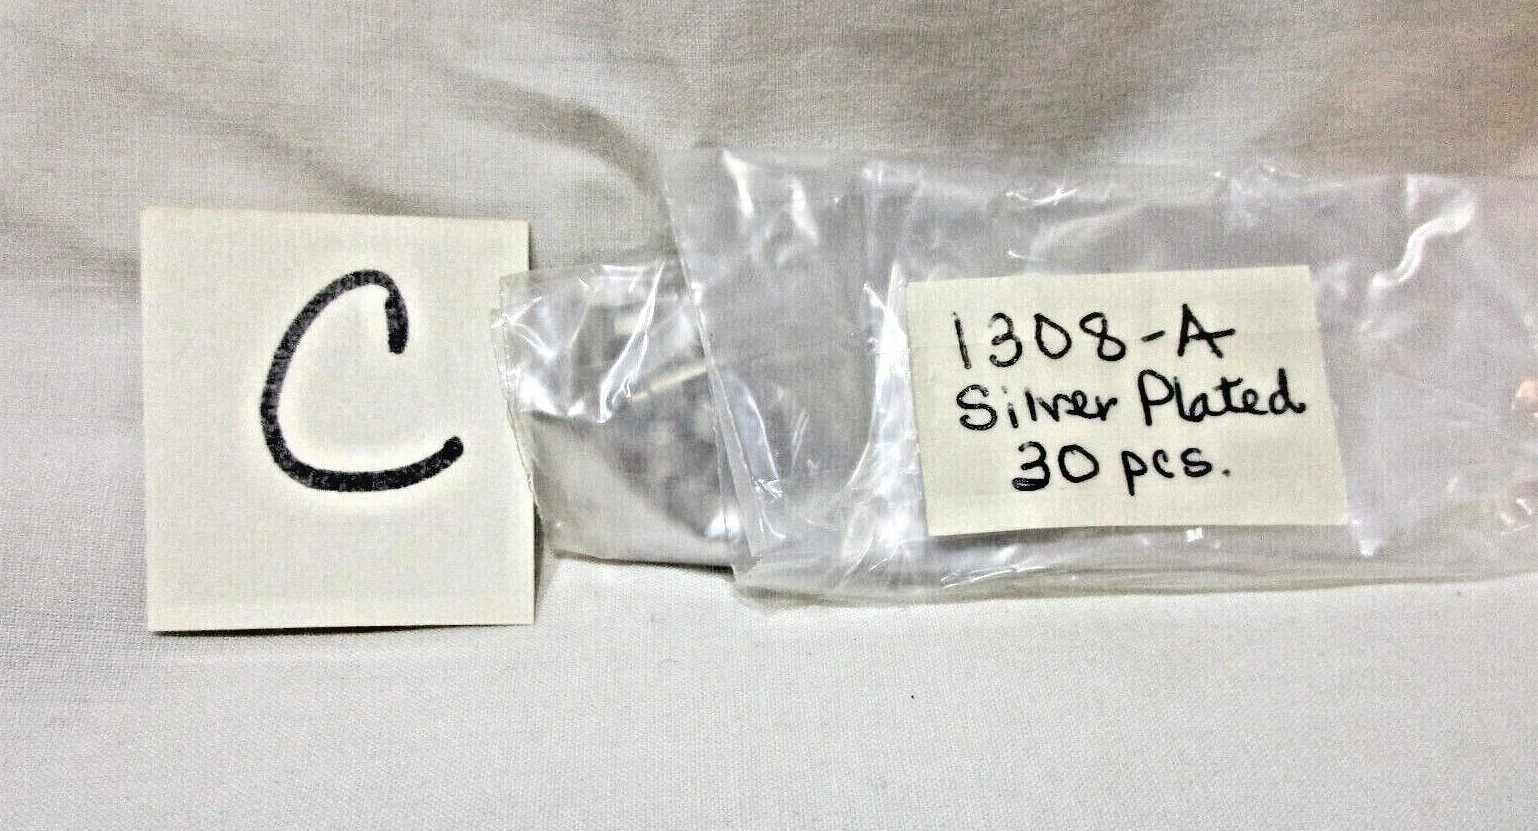 C
1308-A
Silver Plated
30 pcs.